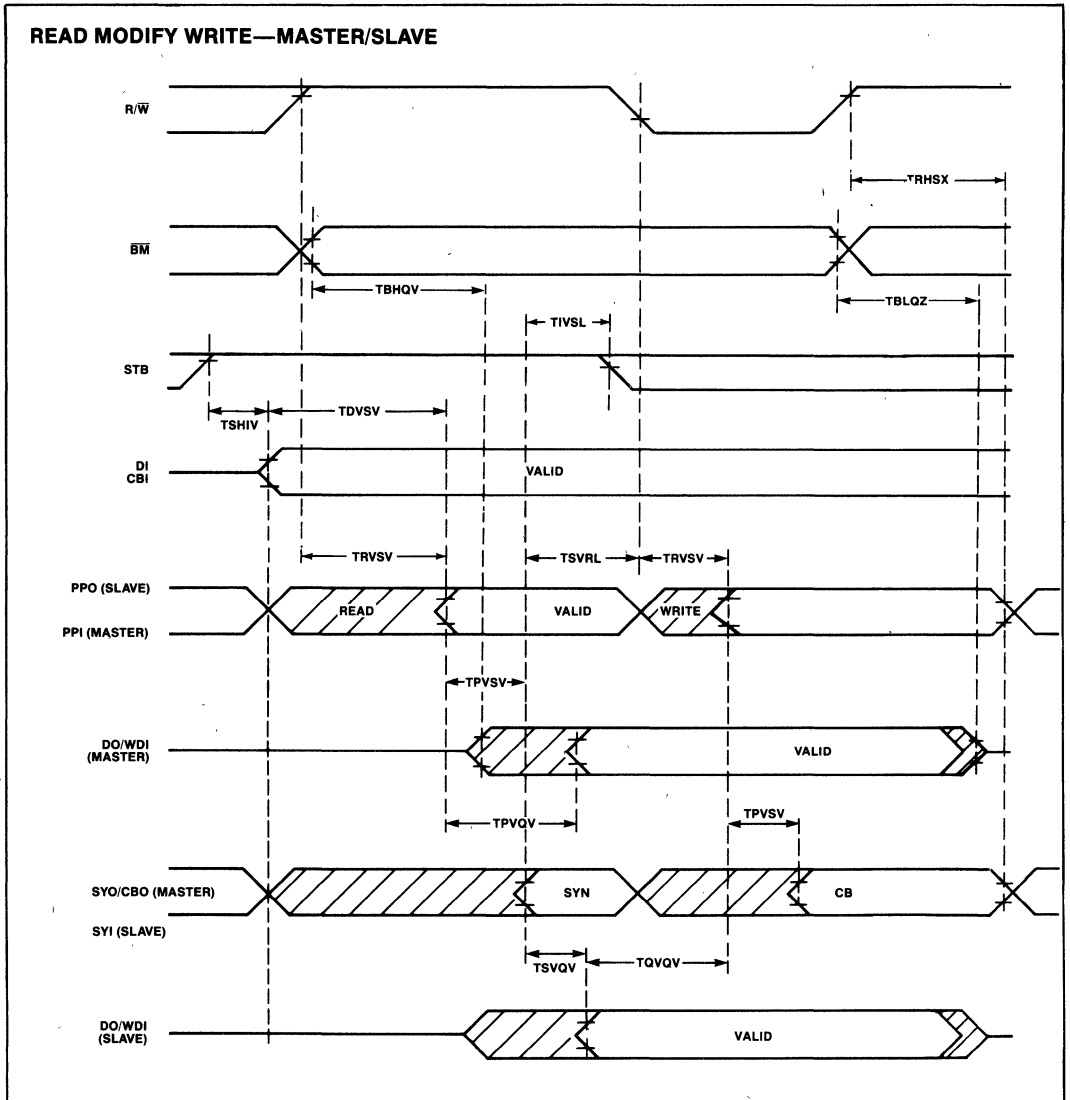 READ MODIFY WRITE—MASTER/SLAVE
R/W̅
TRHSX
B̅M̅
TBHQV
TBLQZ
TIVSL
STB
TSHIV
TDVSV
DI
CBI
VALID
TRVSV
TSVRL
TRVSV
PPO (SLAVE)
READ
VALID
WRITE
PPI (MASTER)
TPVSV
DO/WDI
(MASTER)
VALID
TPVQV
TPVSV
SYO/CBO (MASTER)
SYN
CB
SYI (SLAVE)
TSVQV
TQVQV
DO/WDI
(SLAVE)
VALID